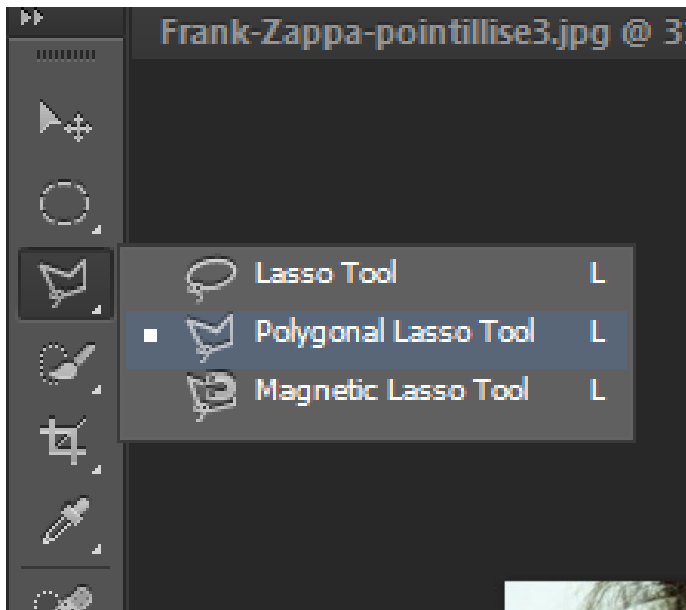 Frank-Zappa-pointillise3.jpg @ 3
Lasso Tool L
Polygonal Lasso Tool L
Magnetic Lasso Tool L